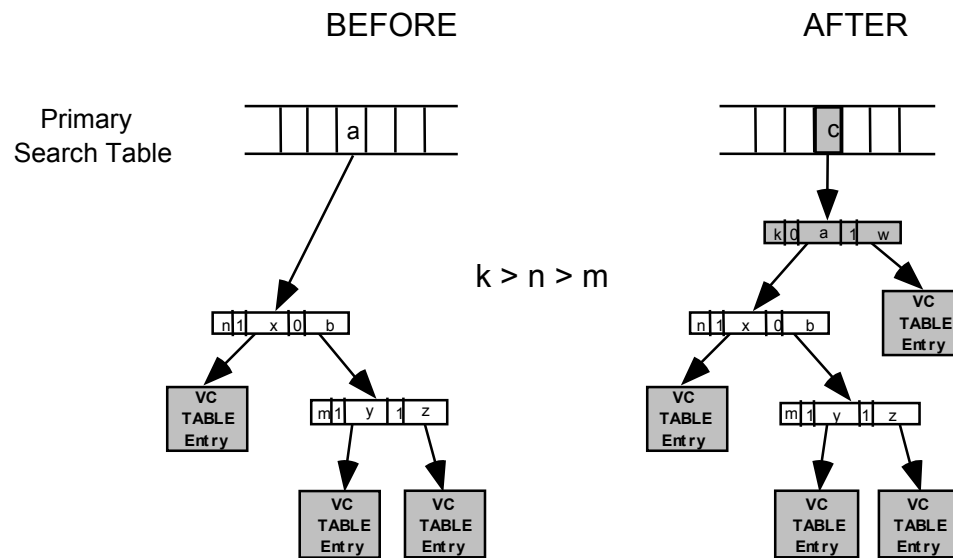 BEFORE
AFTER
Primary
Search Table
a
c
k 0 a 1 w
k > n > m
n 1 x 0 b
n 1 x 0 b
VC
TABLE
Entry
VC
TABLE
Entry
m 1 y 1 z
VC
TABLE
Entry
m 1 y 1 z
VC
TABLE
Entry
VC
TABLE
Entry
VC
TABLE
Entry
VC
TABLE
Entry